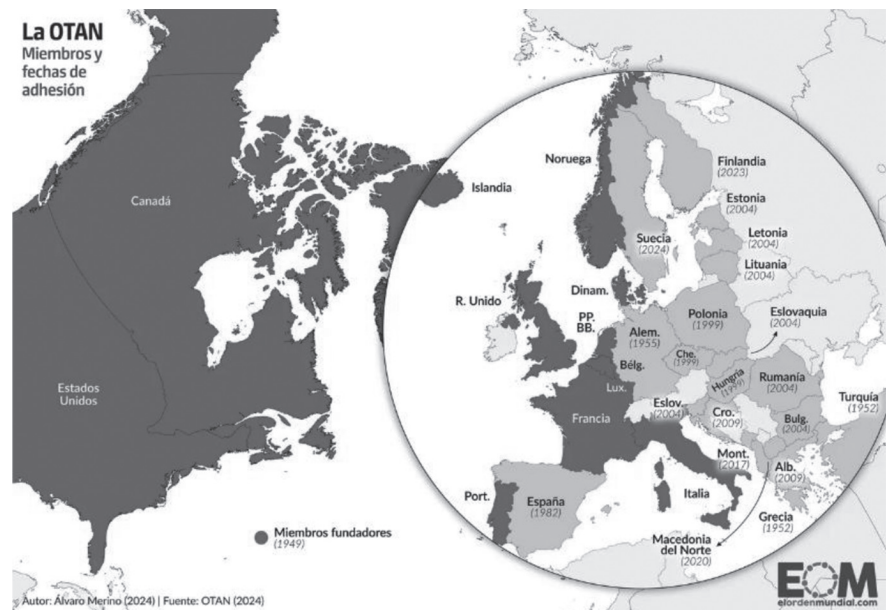 La OTAN
Miembros y
fechas de
adhesión
Canadá
Estados
Unidos
Islandia
Noruega
Finlandia
(2023)
Estonia
(2004)
Suecia
(2024)
Letonia
(2004)
Lituania
(2004)
R. Unido
Dinam.
PP.
BB.
Polonia
(1999)
Eslovaquia
(2004)
Alem.
(1955)
Che.
(1999)
Bélg.
Lux.
Hungría
(1999)
Rumanía
(2004)
Turquía
(1952)
Francia
Eslov.
(2004)
Cro.
(2009)
Bulg.
(2004)
Mont.
(2017)
Alb.
(2009)
Port.
España
(1982)
Italia
Grecia
(1952)
Macedonia
del Norte
(2020)
Miembros fundadores
(1949)
EOM
elordenmundial.com
Autor: Álvaro Merino (2024) | Fuente: OTAN (2024)